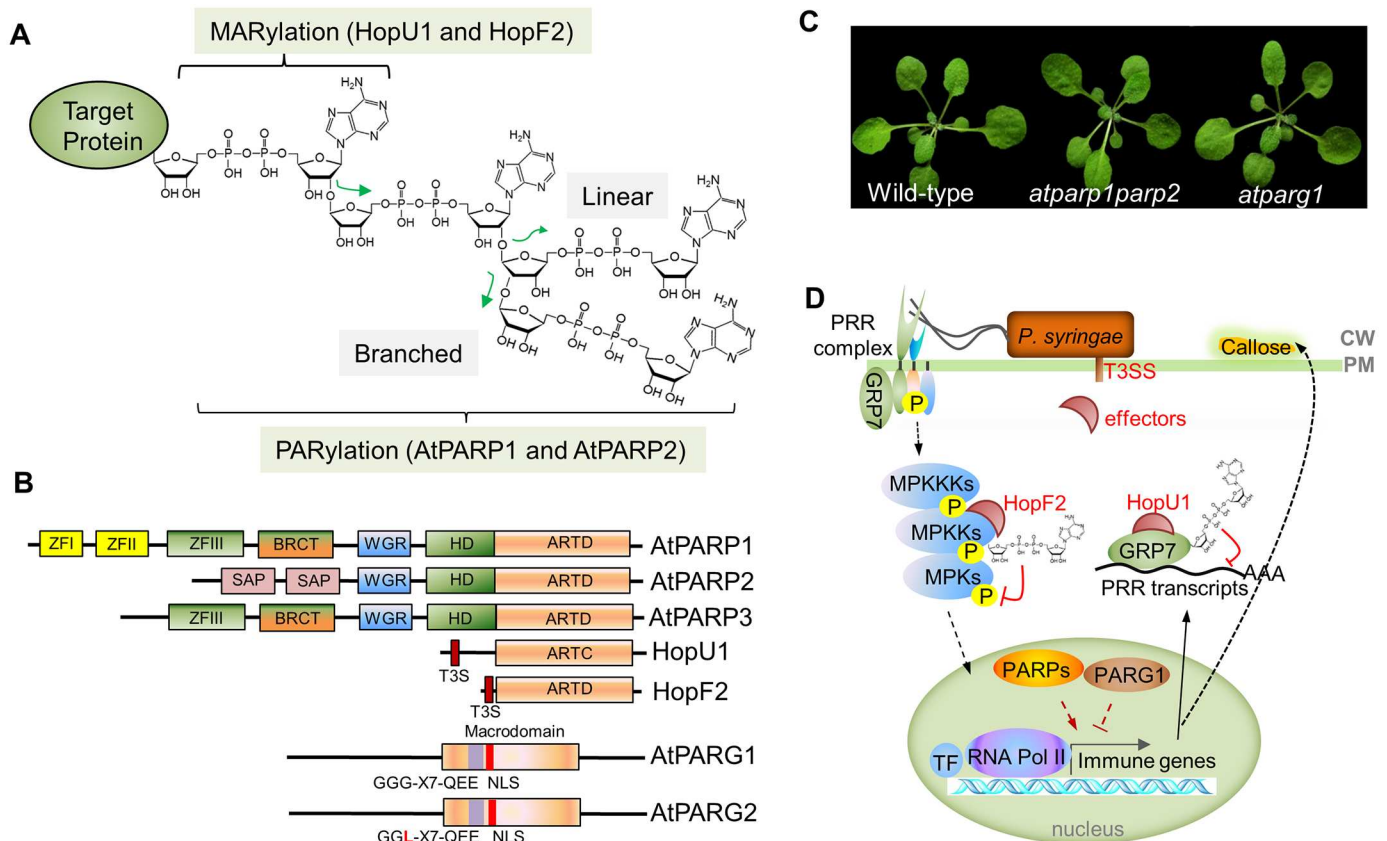 A
MARylation (HopU1 and HopF2)
Target
Protein
Linear
Branched
PARylation (AtPARP1 and AtPARP2)
B
ZFI
ZFII
ZFIII
BRCT
WGR
HD
ARTD
AtPARP1
SAP
SAP
WGR
HD
ARTD
AtPARP2
ZFIII
BRCT
WGR
HD
ARTD
AtPARP3
ARTC
HopU1
T3S
ARTD
HopF2
T3S
Macrodomain
AtPARG1
GGG-X7-QEE NLS
AtPARG2
GGL-X7-QEE NLS
C
Wild-type
atparp1parp2
atparg1
D
PRR
complex
P. syringae
Callose
CW
PM
T3SS
GRP7
P
effectors
MPKKKs
P
HopF2
MPKKs
P
MPKs
P
HopU1
GRP7
AAA
PRR transcripts
PARPs
PARG1
TF
RNA Pol II
Immune genes
nucleus